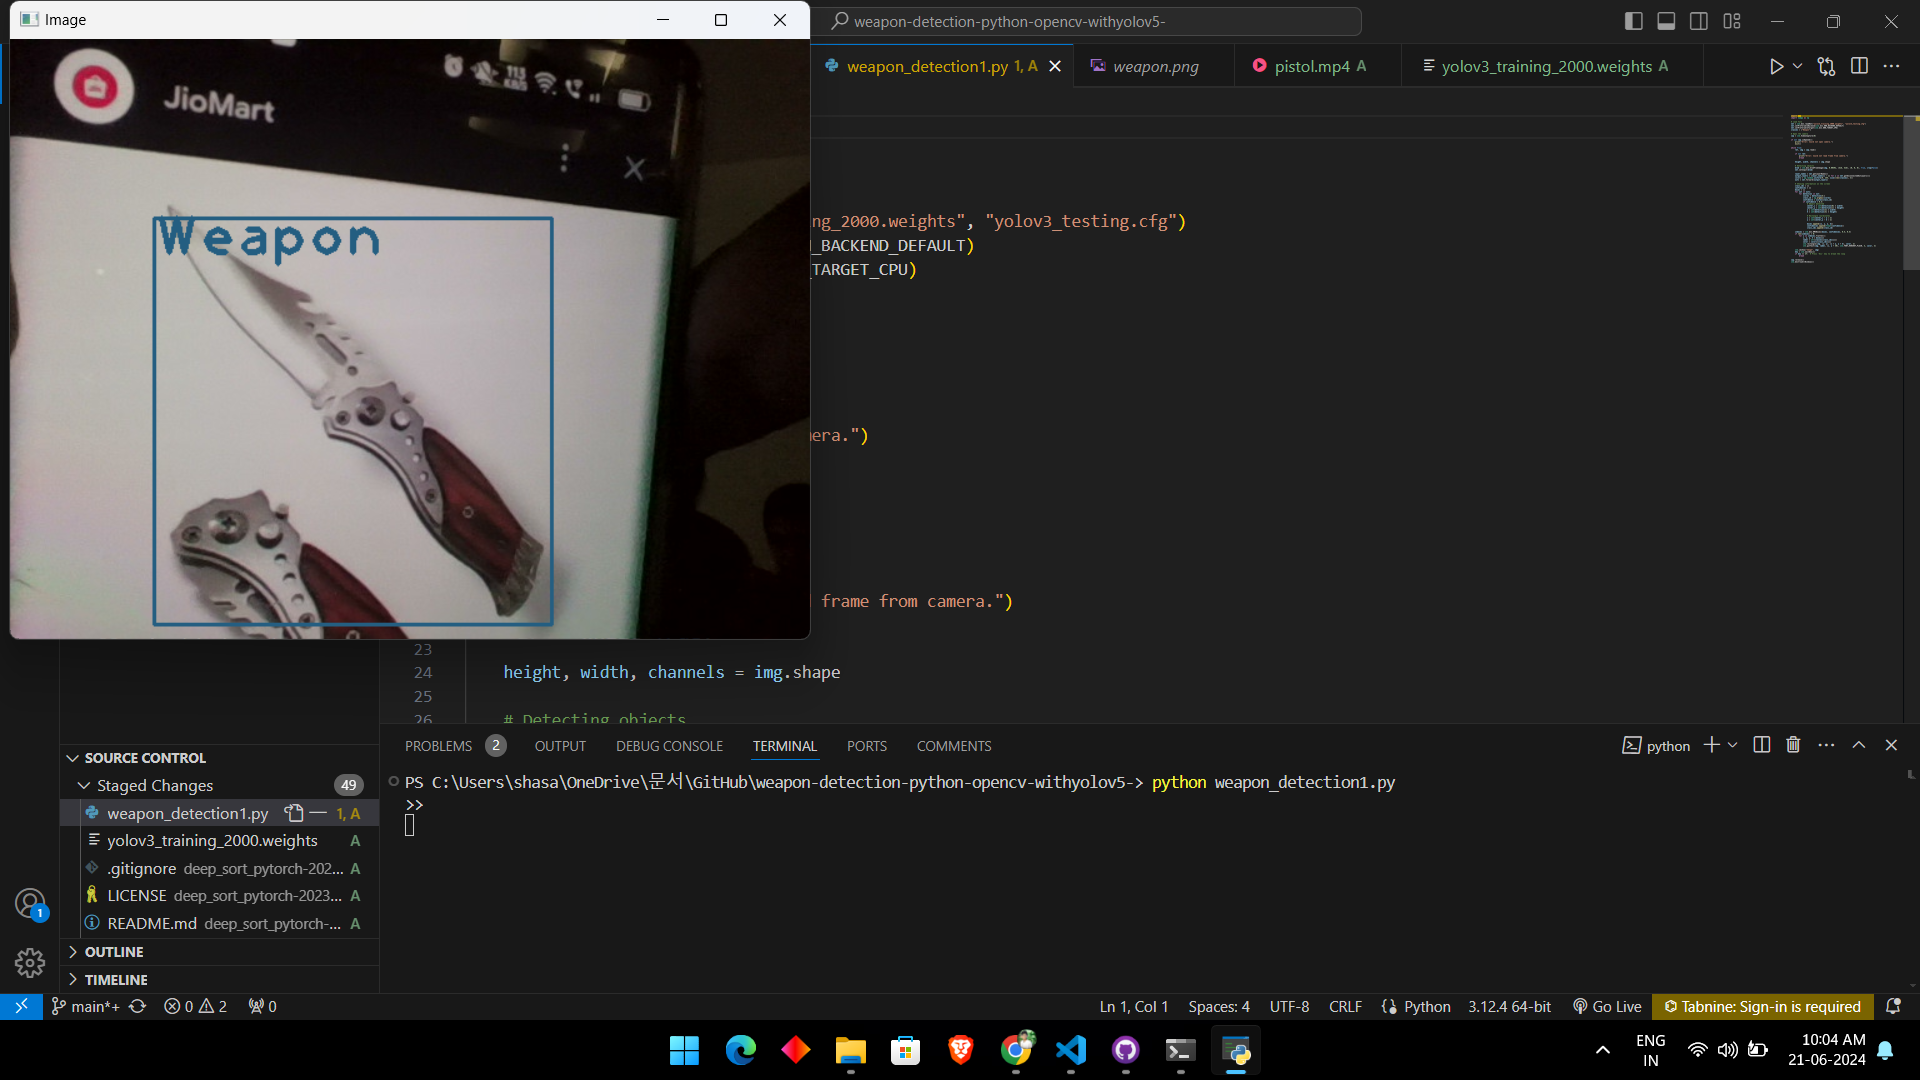 Image
weapon-detection-python-opencv-withyolov5-
JioMart
113
KB/S
Weapon
weapon_detection1.py 1, A
weapon.png
pistol.mp4 A
yolov3_training_2000.weights A
ng_2000.weights", "yolov3_testing.cfg")
_BACKEND_DEFAULT)
TARGET_CPU)
mera.")
frame from camera.")
23
24 height, width, channels = img.shape
25
26 # Detecting objects
SOURCE CONTROL
Staged Changes 49
weapon_detection1.py 1, A
yolov3_training_2000.weights A
.gitignore deep_sort_pytorch-202... A
LICENSE deep_sort_pytorch-2023... A
README.md deep_sort_pytorch-... A
OUTLINE
TIMELINE
1
PROBLEMS 2 OUTPUT DEBUG CONSOLE TERMINAL PORTS COMMENTS
python
PS C:\Users\shasa\OneDrive\문서\GitHub\weapon-detection-python-opencv-withyolov5-> python weapon_detection1.py
>>
main*+ 0 2 0
Ln 1, Col 1 Spaces: 4 UTF-8 CRLF Python 3.12.4 64-bit Go Live Tabnine: Sign-in is required
ENG
IN
10:04 AM
21-06-2024